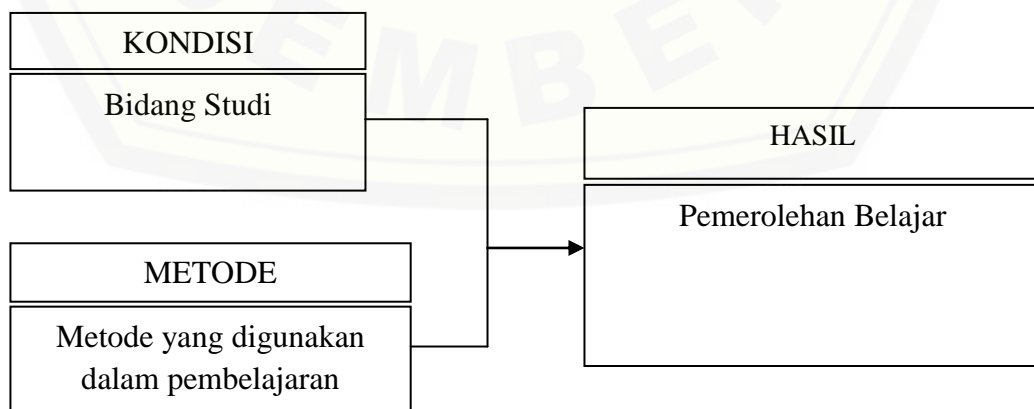 KONDISI
Bidang Studi
METODE
Metode yang digunakan
dalam pembelajaran
HASIL
Pemerolehan Belajar